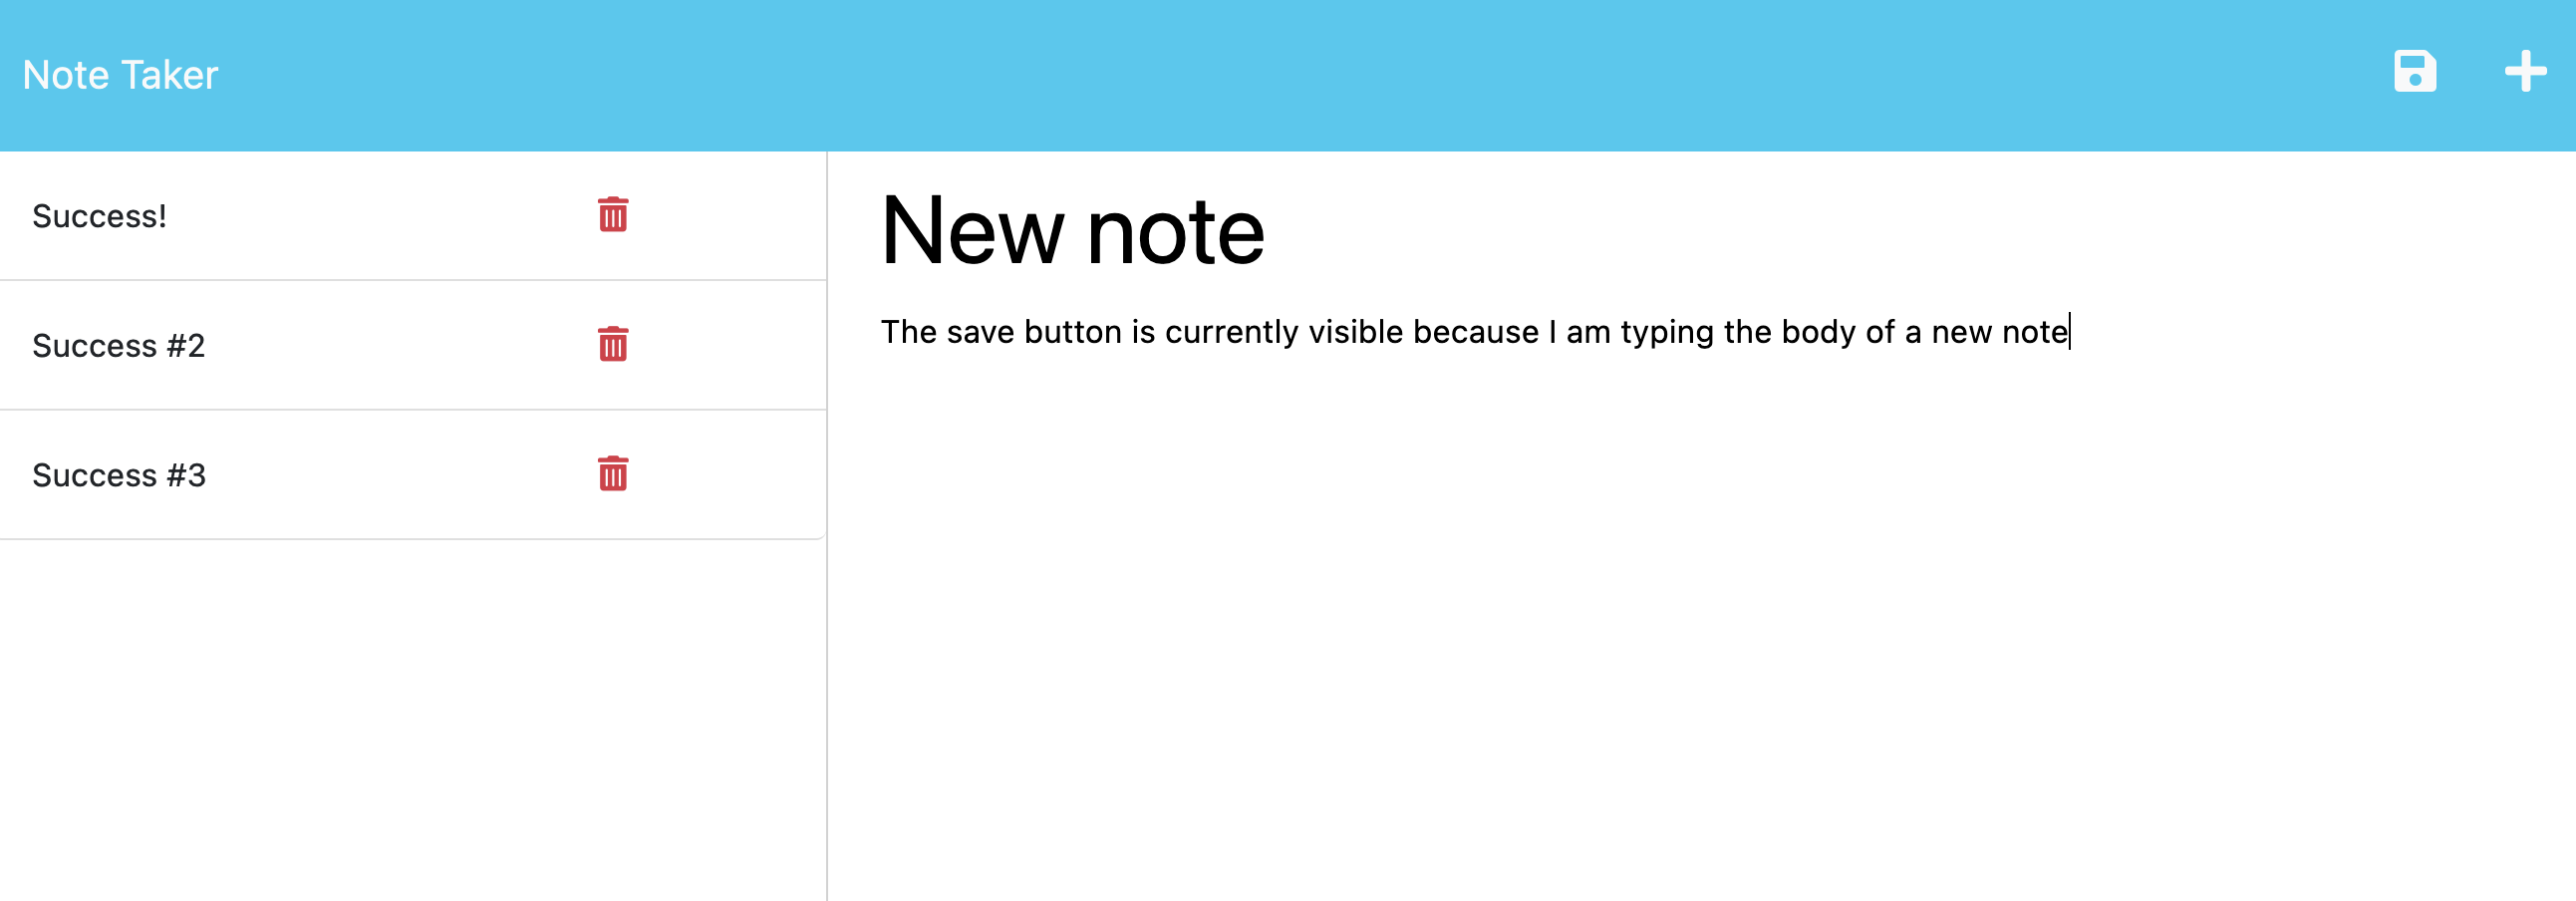 Note Taker
Success!
Success #2
Success #3
New note
The save button is currently visible because I am typing the body of a new note